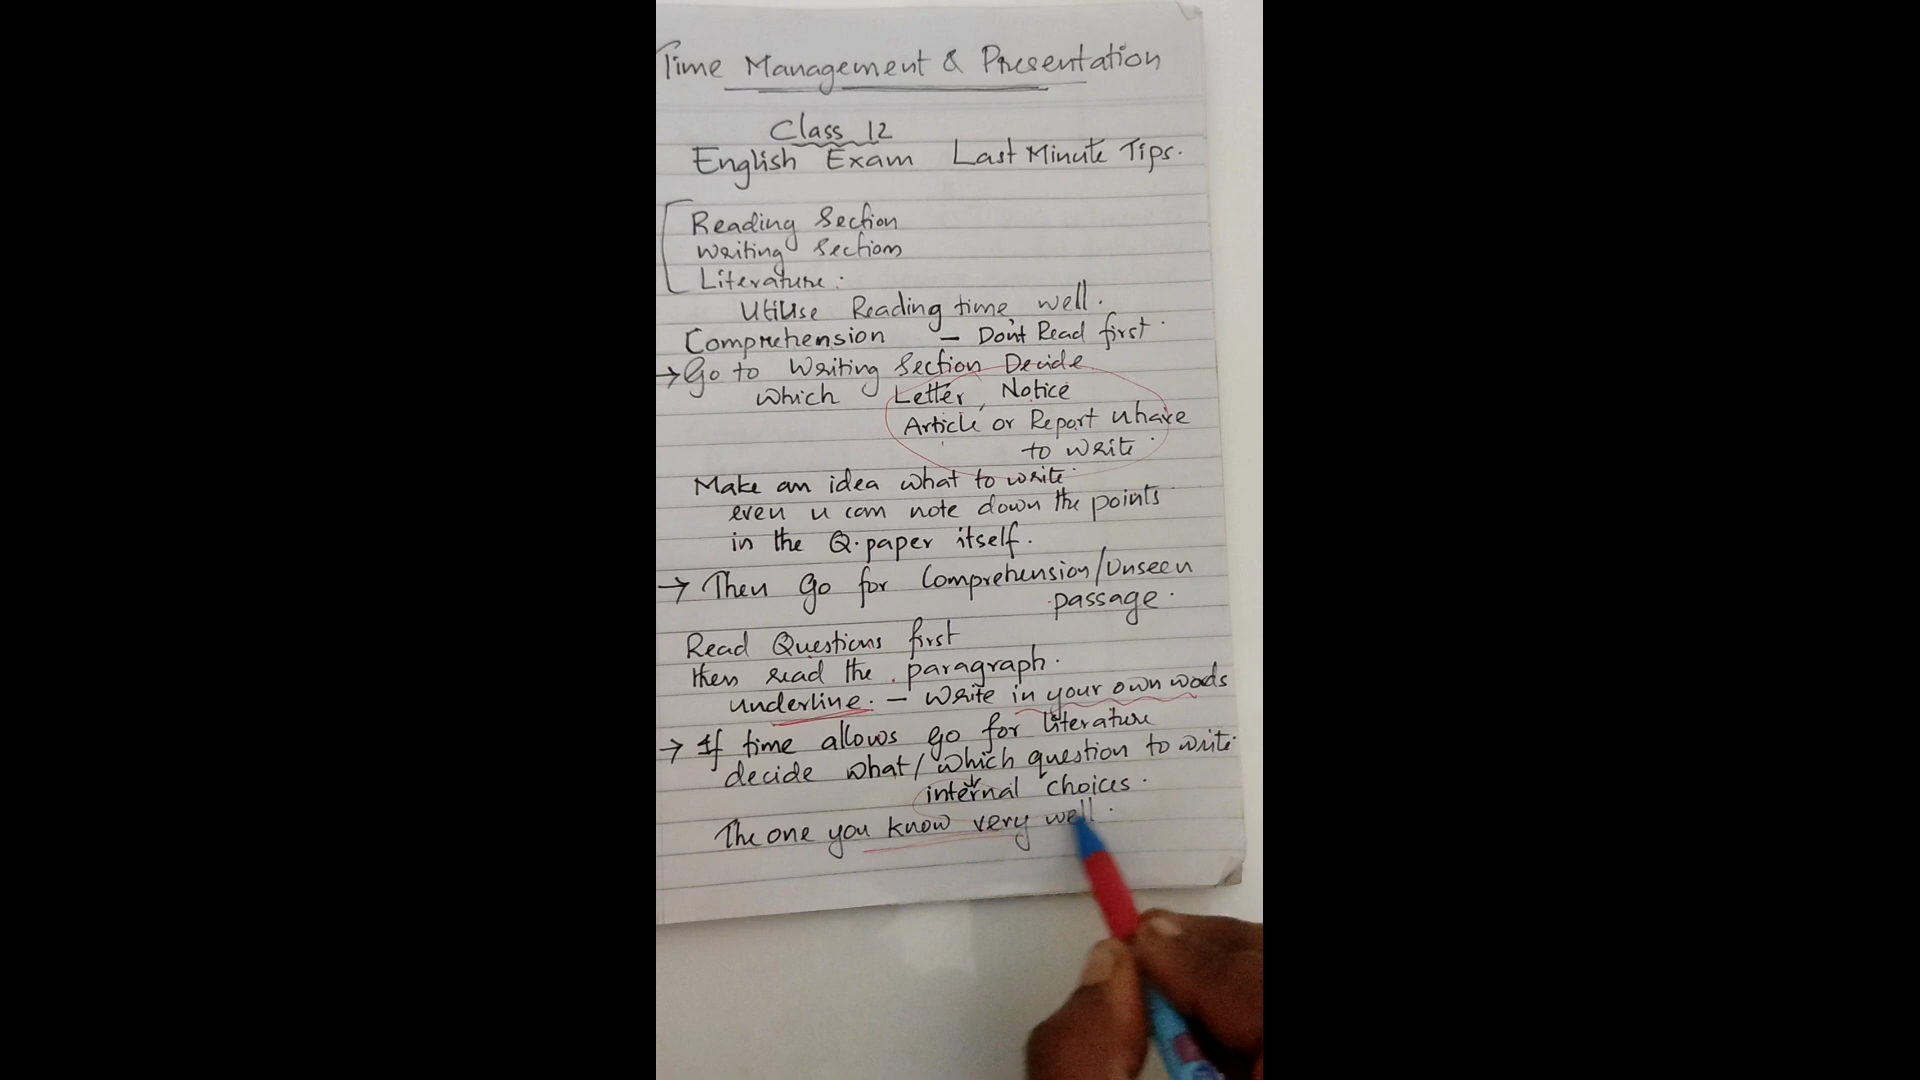 Time Management & Presentation
Class 12
English Exam Last Minute Tips.
Reading Section
Writing Section
Literature.
Utilise Reading time well.
Comprehension - Don't Read first.
→ Go to Writing Section Decide
which Letter, Notice
Article or Report u have
to write.
Make an idea what to write.
even u can note down the points
in the Q.paper itself.
→ Then go for Comprehension/Unseen
passage.
Read Questions first
then read the paragraph.
underline. - Write in your own wods
→ If time allows go for literature
decide what/which question to write.
internal choices.
The one you know very well.